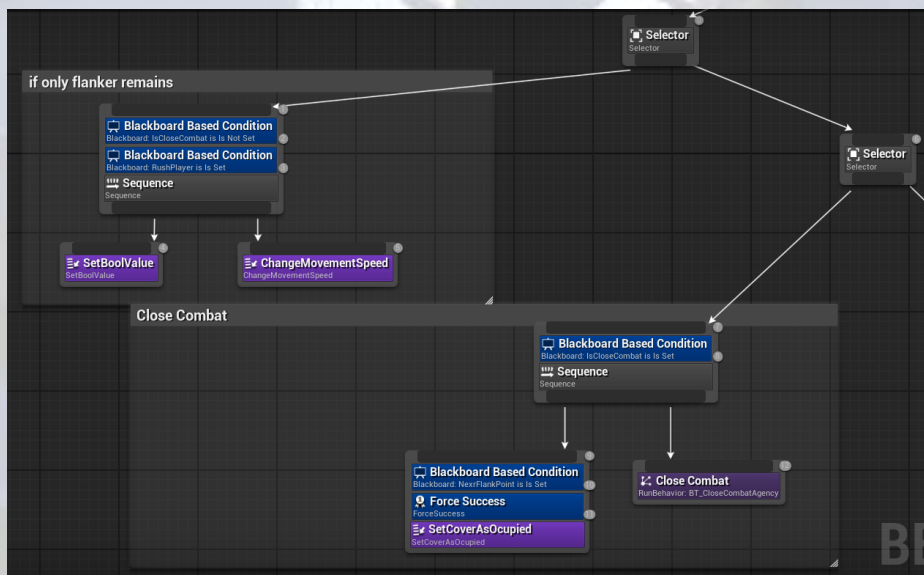 Selector
Selector
if only flanker remains
Blackboard Based Condition
Blackboard: IsCloseCombat is Is Not Set
Blackboard Based Condition
Blackboard: RushPlayer is Is Set
Sequence
Sequence
Selector
Selector
SetBoolValue
SetBoolValue
ChangeMovementSpeed
ChangeMovementSpeed
Close Combat
Blackboard Based Condition
Blackboard: IsCloseCombat is Is Set
Sequence
Sequence
Blackboard Based Condition
Blackboard: NexrFlankPoint is Is Set
Force Success
ForceSuccess
SetCoverAsOcupied
SetCoverAsOcupied
Close Combat
RunBehavior: BT_CloseCombatAgency